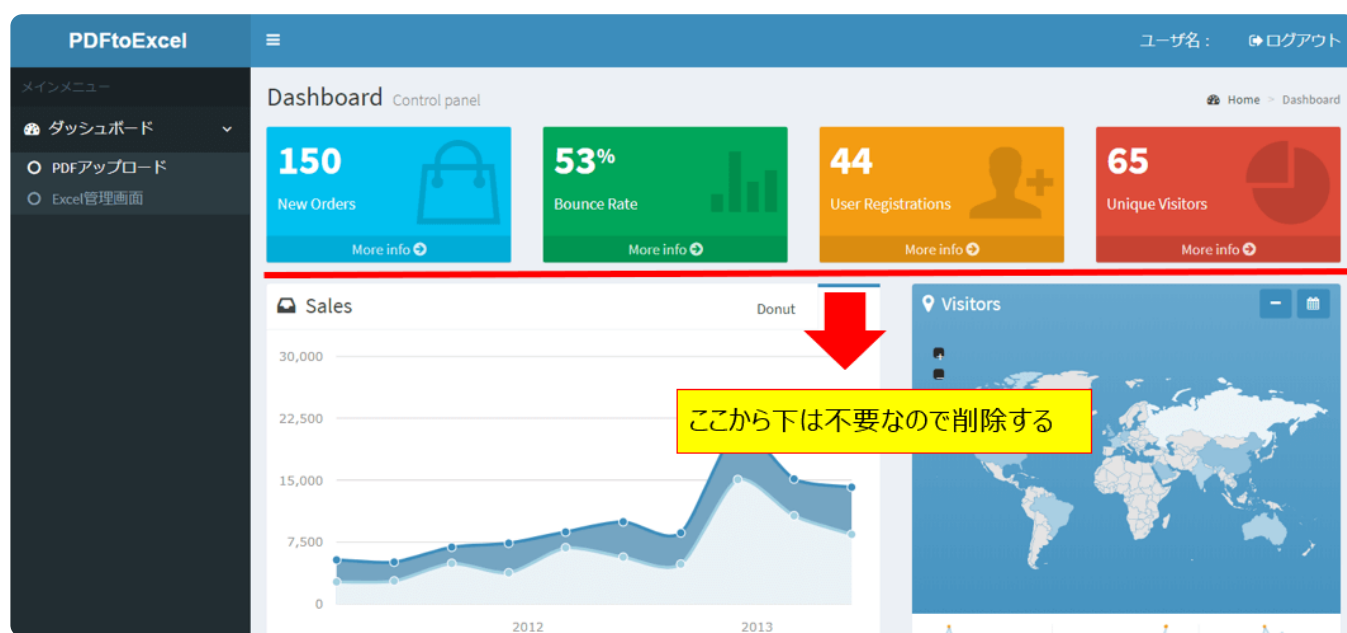 PDFtoExcel
ユーザ名： ログアウト
メインメニュー
ダッシュボード
PDFアップロード
Excel管理画面
Dashboard Control panel
Home > Dashboard
150
New Orders
More info
53%
Bounce Rate
More info
44
User Registrations
More info
65
Unique Visitors
More info
Sales
Donut
30,000
22,500
15,000
7,500
0
2012
2013
Visitors
+
−
ここから下は不要なので削除する